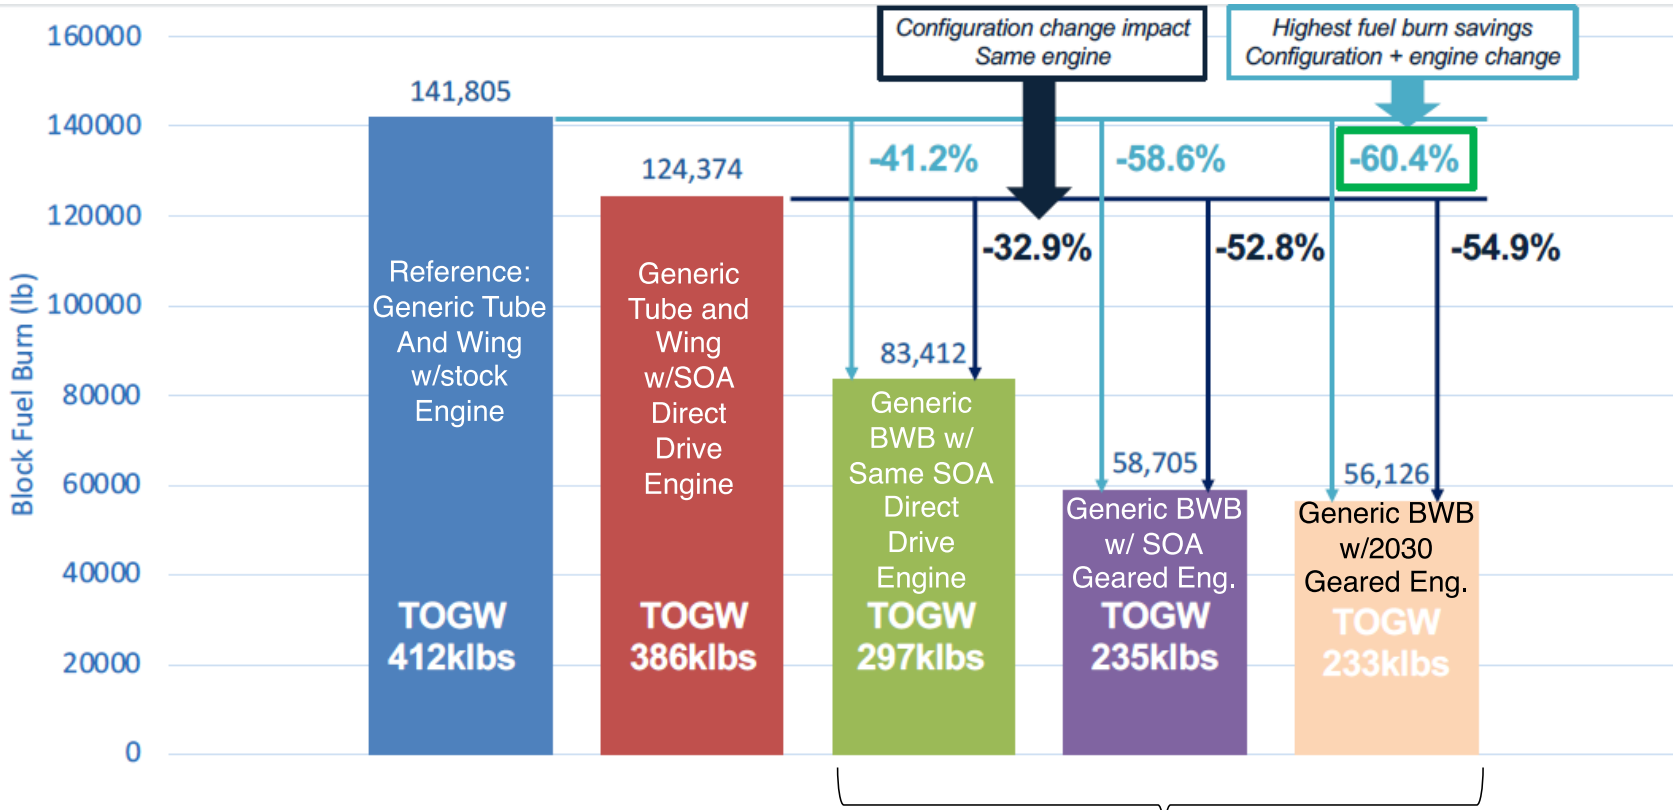 Configuration change impact
Same engine
Highest fuel burn savings
Configuration + engine change
Block Fuel Burn (lb)
160000
140000
120000
100000
80000
60000
40000
20000
0
141,805
Reference:
Generic Tube
And Wing
w/stock
Engine
TOGW
412klbs
124,374
Generic
Tube and
Wing
w/SOA
Direct
Drive
Engine
TOGW
386klbs
-41.2%
-32.9%
83,412
Generic
BWB w/
Same SOA
Direct
Drive
Engine
TOGW
297klbs
-58.6%
-52.8%
58,705
Generic BWB
w/ SOA
Geared Eng.
TOGW
235klbs
-60.4%
-54.9%
56,126
Generic BWB
w/2030
Geared Eng.
TOGW
233klbs